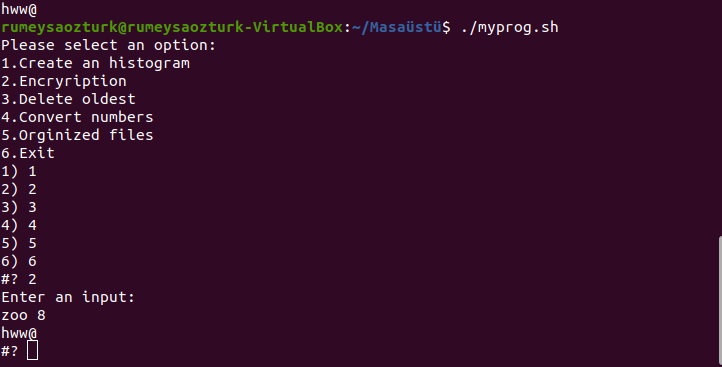 hww@
rumeysaozturk@rumeysaozturk-VirtualBox:~/Masaüstü$ ./myprog.sh
Please select an option:
1.Create an histogram
2.Encryription
3.Delete oldest
4.Convert numbers
5.Orginized files
6.Exit
1) 1
2) 2
3) 3
4) 4
5) 5
6) 6
#? 2
Enter an input:
zoo 8
hww@
#?